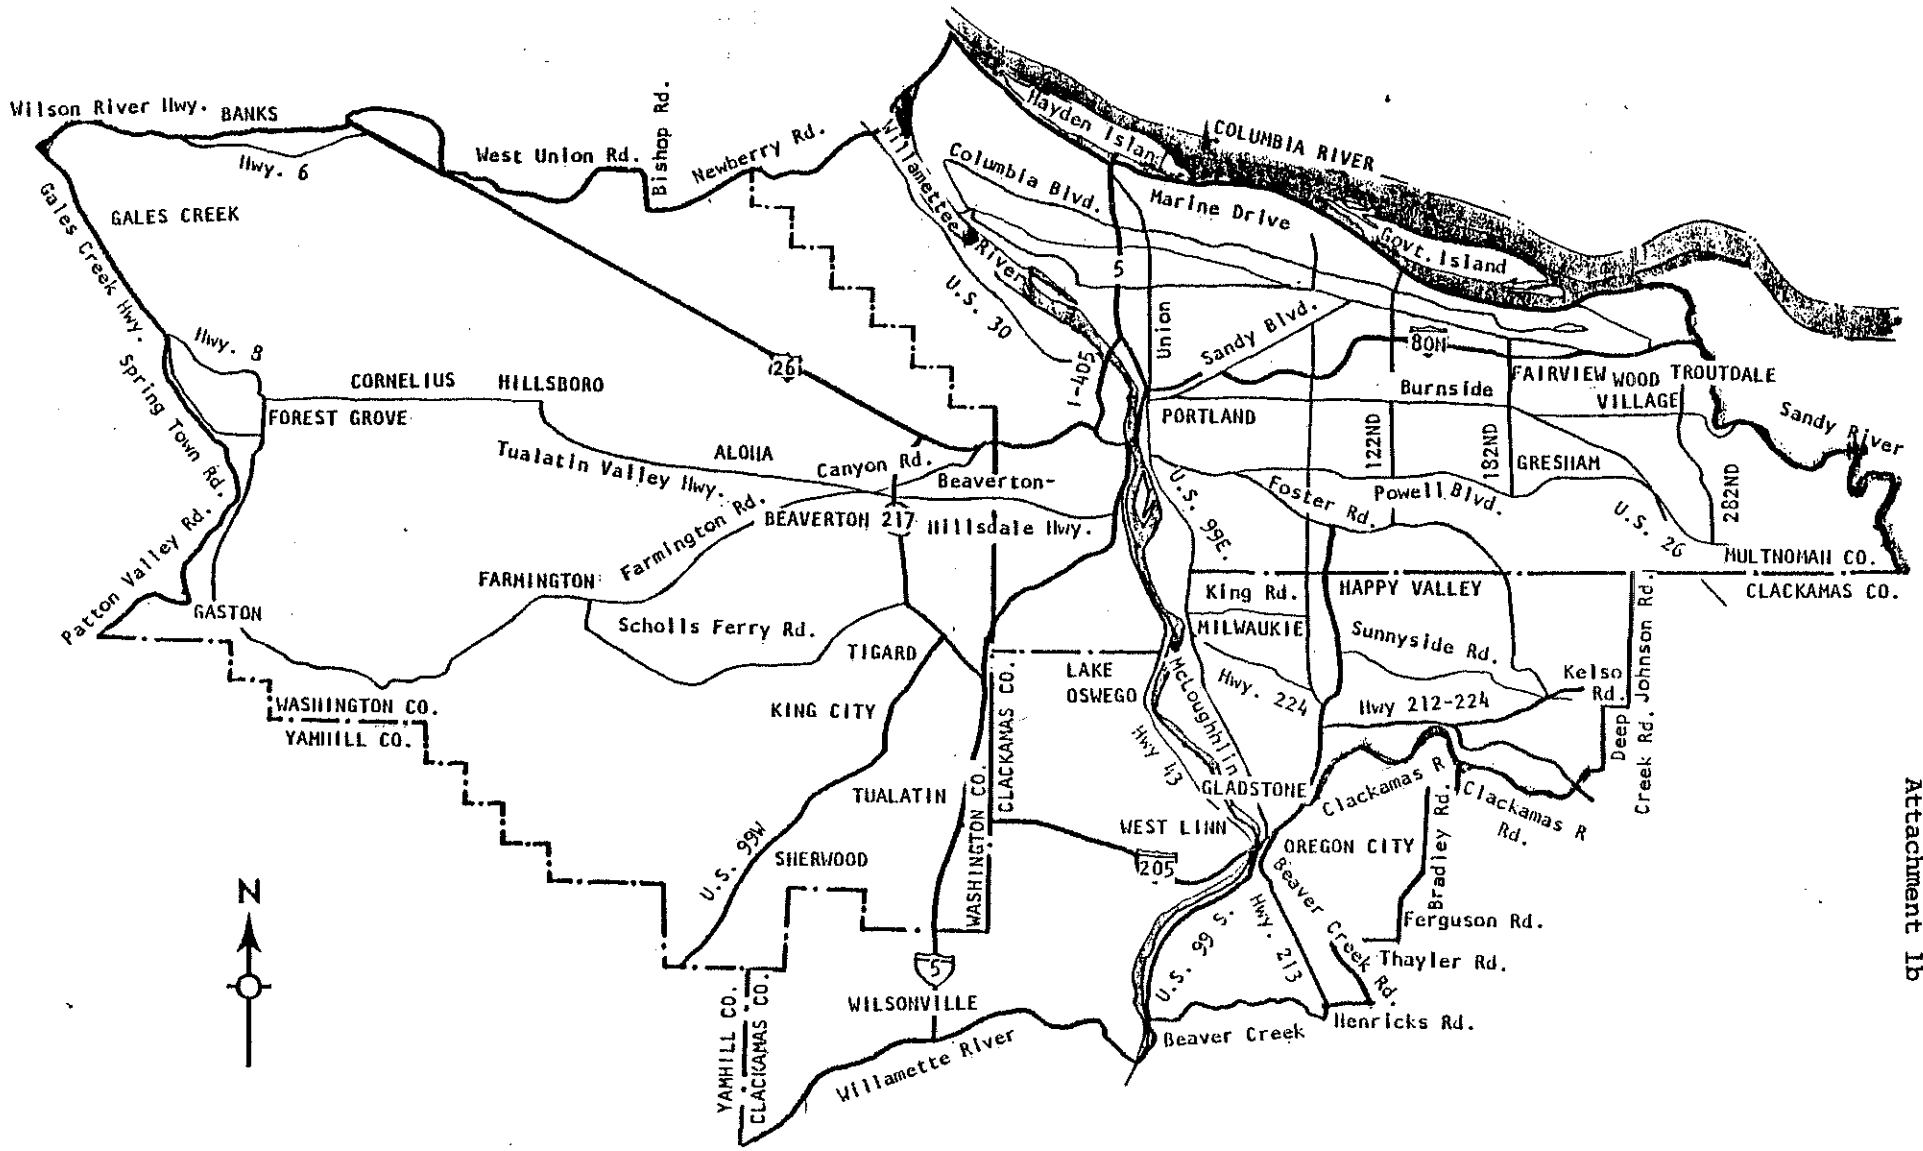 Wilson River Hwy.
BANKS
Hwy. 6
West Union Rd.
Bishop Rd.
Newberry Rd.
Willamette River
Hayden Islan
COLUMBIA RIVER
Columbia Blvd.
Marine Drive
Govt. Island
GALES CREEK
Gales Creek Hwy.
U.S. 30
5
Union
Sandy Blvd.
80N
I-405
26
Hwy. 8
Spring Town Rd.
CORNELIUS
HILLSBORO
FOREST GROVE
Burnside
FAIRVIEW
WOOD
VILLAGE
TROUTDALE
Sandy River
PORTLAND
122ND
182ND
282ND
GRESHAM
ALOHA
Tualatin Valley Hwy.
Canyon Rd.
Beaverton-
Hillsdale Hwy.
BEAVERTON
217
U.S. 99E.
Foster Rd.
Powell Blvd.
U.S. 26
Patton Valley Rd.
FARMINGTON
Farmington Rd.
MULTNOMAH CO.
CLACKAMAS CO.
GASTON
Scholls Ferry Rd.
King Rd.
HAPPY VALLEY
MILWAUKIE
Sunnyside Rd.
TIGARD
LAKE
OSWEGO
McLoughhlin
Hwy. 224
Hwy 212-224
Kelso
Rd.
Johnson Rd.
Deep
Creek Rd.
WASHINGTON CO.
YAMHILL CO.
KING CITY
CLACKAMAS CO.
WASHINGTON CO.
Hwy 43
GLADSTONE
Clackamas R
Clackamas R
Rd.
TUALATIN
U.S. 99W
SHERWOOD
WEST LINN
205
OREGON CITY
Bradley Rd.
Beaver Creek Rd.
Ferguson Rd.
Thayler Rd.
Hwy. 213
U.S. 99 S.
Henricks Rd.
Beaver Creek
N
5
WILSONVILLE
Willamette River
YAMHILL CO.
CLACKAMAS CO.
Attachment 1b